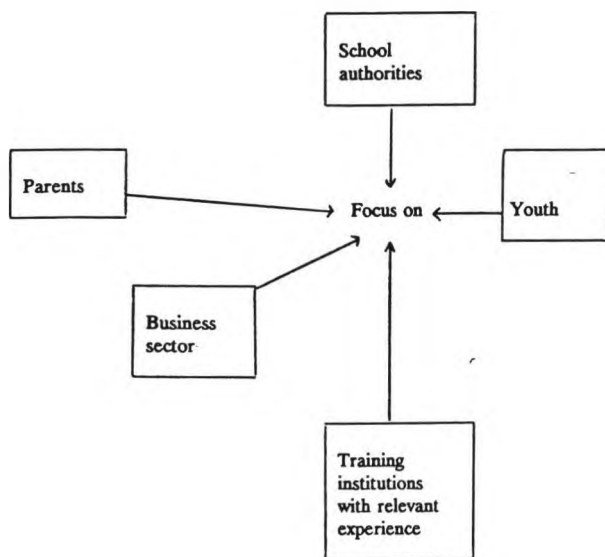 School
authorities
Parents
Focus on
Youth
Business
sector
Training
institutions
with relevant
experience